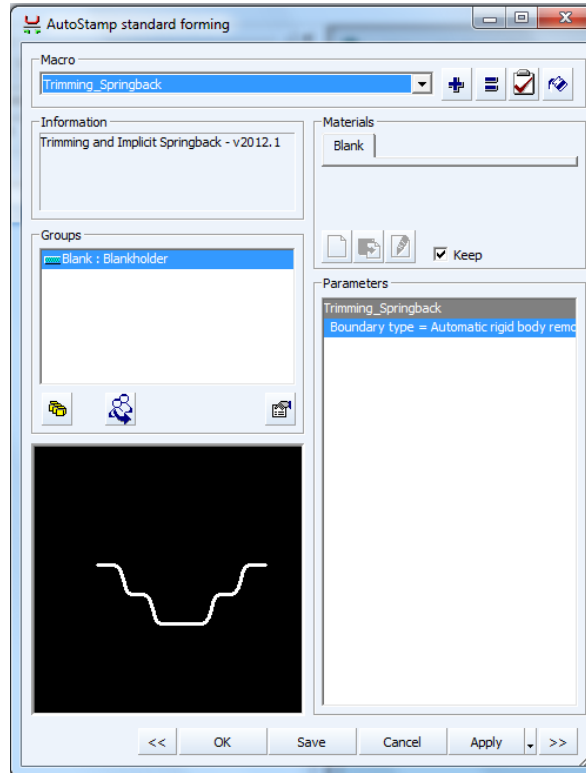 AutoStamp standard forming
Macro
Trimming_Springback
Information
Trimming and Implicit Springback - v2012.1
Materials
Blank
Keep
Groups
Blank : Blankholder
Parameters
Trimming_Springback
Boundary type = Automatic rigid body remo
<<
OK
Save
Cancel
Apply
>>